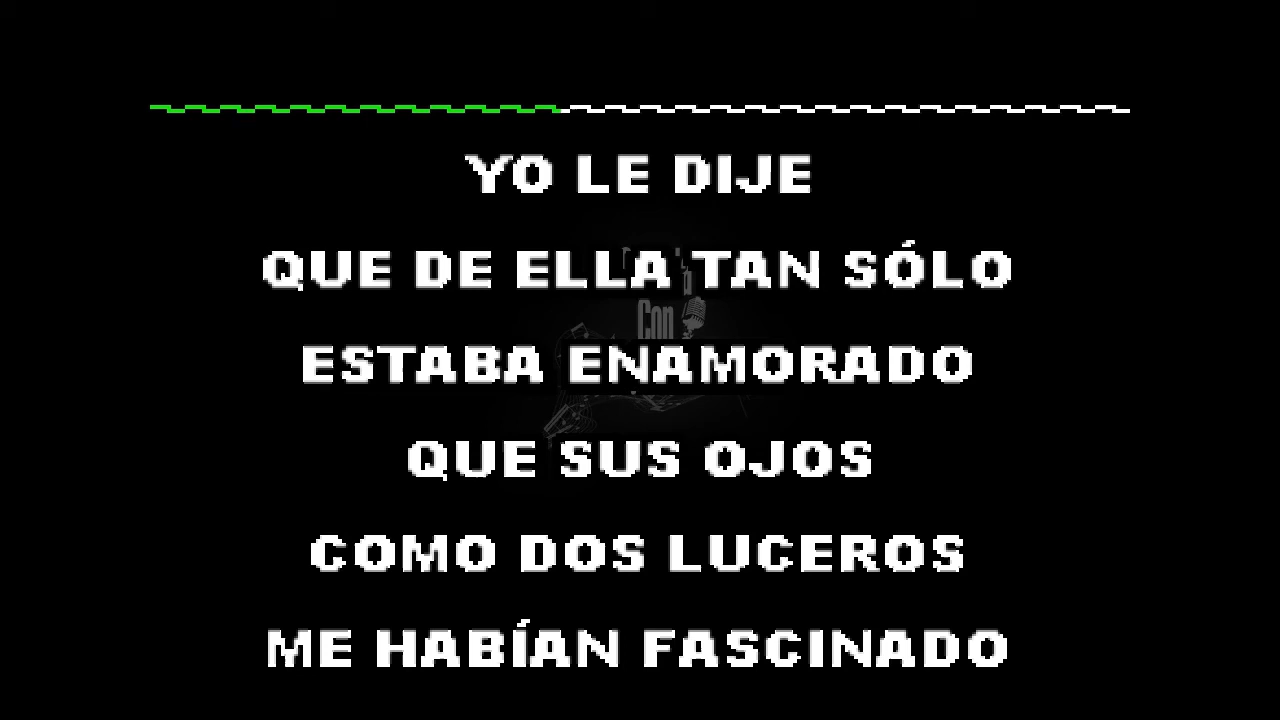 YO LE DIJE
QUE DE ELLA TAN SÓLO
Con
ESTABA ENAMORADO
QUE SUS OJOS
COMO DOS LUCEROS
ME HABÍAN FASCINADO